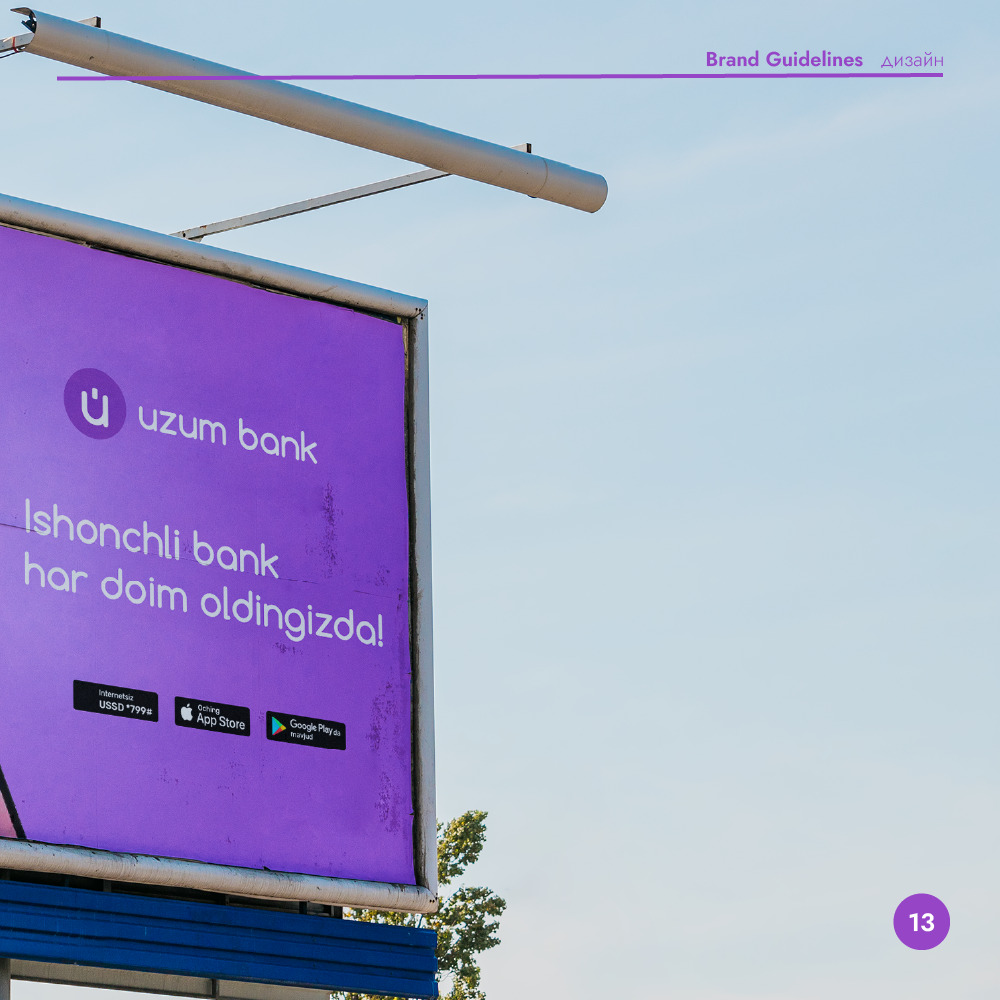 Brand Guidelines дизайн
uzum bank
Ishonchli bank
har doim oldingizda!
Internetsiz
USSD *799#
Oching
App Store
Google Play da
mavjud
13